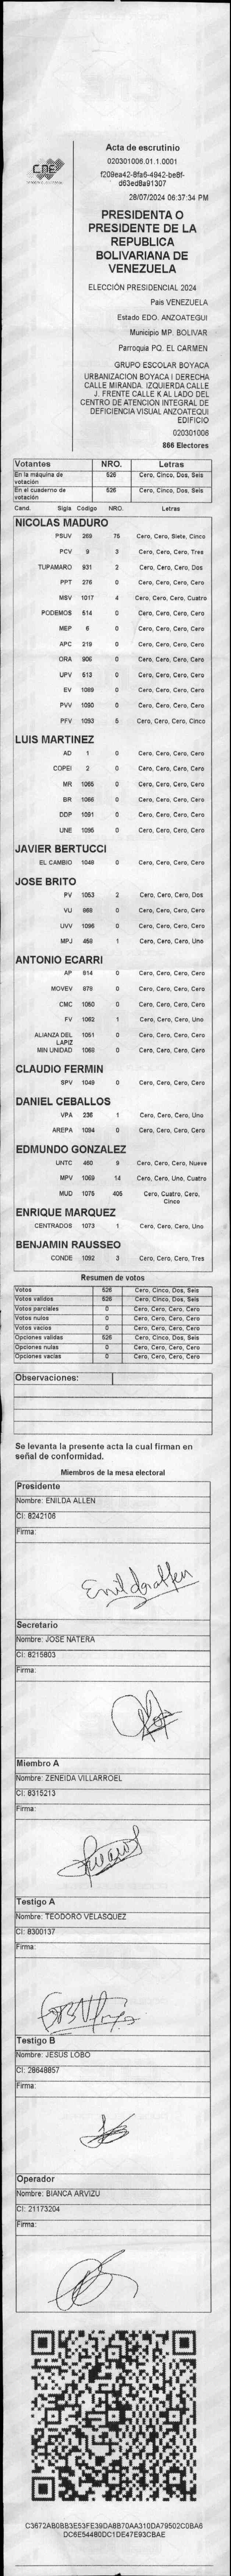 CNE
Acta de escrutinio
020301006.01.1.0001
f209ea42-8fa6-4942-be8f-
d63ed8a91307
28/07/2024 06:37:34 PM
PRESIDENTA O
PRESIDENTE DE LA
REPUBLICA
BOLIVARIANA DE
VENEZUELA
ELECCIÓN PRESIDENCIAL 2024
Pais VENEZUELA
Estado EDO. ANZOATEGUI
Municipio MP. BOLIVAR
Parroquia PQ. EL CARMEN
GRUPO ESCOLAR BOYACA
URBANIZACION BOYACA I DERECHA
CALLE MIRANDA. IZQUIERDA CALLE
J. FRENTE CALLE K AL LADO DEL
CENTRO DE ATENCION INTEGRAL DE
DEFICIENCIA VISUAL ANZOATEQUI
EDIFICIO
020301006
866 Electores
Votantes NRO. Letras
En la máquina de votación 526 Cero, Cinco, Dos, Seis
En el cuaderno de votación 526 Cero, Cinco, Dos, Seis
Cand. Sigla Código NRO. Letras
NICOLAS MADURO
PSUV 269 75 Cero, Cero, Siete, Cinco
PCV 9 3 Cero, Cero, Cero, Tres
TUPAMARO 931 2 Cero, Cero, Cero, Dos
PPT 276 0 Cero, Cero, Cero, Cero
MSV 1017 4 Cero, Cero, Cero, Cuatro
PODEMOS 514 0 Cero, Cero, Cero, Cero
MEP 6 0 Cero, Cero, Cero, Cero
APC 219 0 Cero, Cero, Cero, Cero
ORA 906 0 Cero, Cero, Cero, Cero
UPV 513 0 Cero, Cero, Cero, Cero
EV 1089 0 Cero, Cero, Cero, Cero
PVV 1090 0 Cero, Cero, Cero, Cero
PFV 1093 5 Cero, Cero, Cero, Cinco
LUIS MARTINEZ
AD 1 0 Cero, Cero, Cero, Cero
COPEI 2 0 Cero, Cero, Cero, Cero
MR 1065 0 Cero, Cero, Cero, Cero
BR 1066 0 Cero, Cero, Cero, Cero
DDP 1091 0 Cero, Cero, Cero, Cero
UNE 1095 0 Cero, Cero, Cero, Cero
JAVIER BERTUCCI
EL CAMBIO 1048 0 Cero, Cero, Cero, Cero
JOSE BRITO
PV 1053 2 Cero, Cero, Cero, Dos
VU 868 0 Cero, Cero, Cero, Cero
UVV 1096 0 Cero, Cero, Cero, Cero
MPJ 459 1 Cero, Cero, Cero, Uno
ANTONIO ECARRI
AP 914 0 Cero, Cero, Cero, Cero
MOVEV 979 0 Cero, Cero, Cero, Cero
CMC 1050 0 Cero, Cero, Cero, Cero
FV 1062 1 Cero, Cero, Cero, Uno
ALIANZA DEL LAPIZ 1051 0 Cero, Cero, Cero, Cero
MIN UNIDAD 1068 0 Cero, Cero, Cero, Cero
CLAUDIO FERMIN
SPV 1049 0 Cero, Cero, Cero, Cero
DANIEL CEBALLOS
VPA 236 1 Cero, Cero, Cero, Uno
AREPA 1094 0 Cero, Cero, Cero, Cero
EDMUNDO GONZALEZ
UNTC 460 9 Cero, Cero, Cero, Nueve
MPV 1069 14 Cero, Cero, Uno, Cuatro
MUD 1075 405 Cero, Cuatro, Cero, Cinco
ENRIQUE MARQUEZ
CENTRADOS 1073 1 Cero, Cero, Cero, Uno
BENJAMIN RAUSSEO
CONDE 1092 3 Cero, Cero, Cero, Tres
Resumen de votos
Votos 526 Cero, Cinco, Dos, Seis
Votos validos 526 Cero, Cinco, Dos, Seis
Votos parciales 0 Cero, Cero, Cero, Cero
Votos nulos 0 Cero, Cero, Cero, Cero
Votos vacios 0 Cero, Cero, Cero, Cero
Opciones validas 526 Cero, Cinco, Dos, Seis
Opciones nulas 0 Cero, Cero, Cero, Cero
Opciones vacias 0 Cero, Cero, Cero, Cero
Observaciones:
Se levanta la presente acta la cual firman en
señal de conformidad.
Miembros de la mesa electoral
Presidente
Nombre: ENILDA ALLEN
CI: 8242106
Firma:
Enilda Allen
Secretario
Nombre: JOSE NATERA
CI: 8215803
Firma:
Miembro A
Nombre: ZENEIDA VILLARROEL
CI: 8315213
Firma:
Testigo A
Nombre: TEODORO VELASQUEZ
CI: 8300137
Firma:
Testigo B
Nombre: JESUS LOBO
CI: 26648857
Firma:
Operador
Nombre: BIANCA ARVIZU
CI: 21173204
Firma:
C3672AB0BB3E53FE39DA8B70AA310DA79502C0BA6
DC6E54480DC1DE47E93CBAE